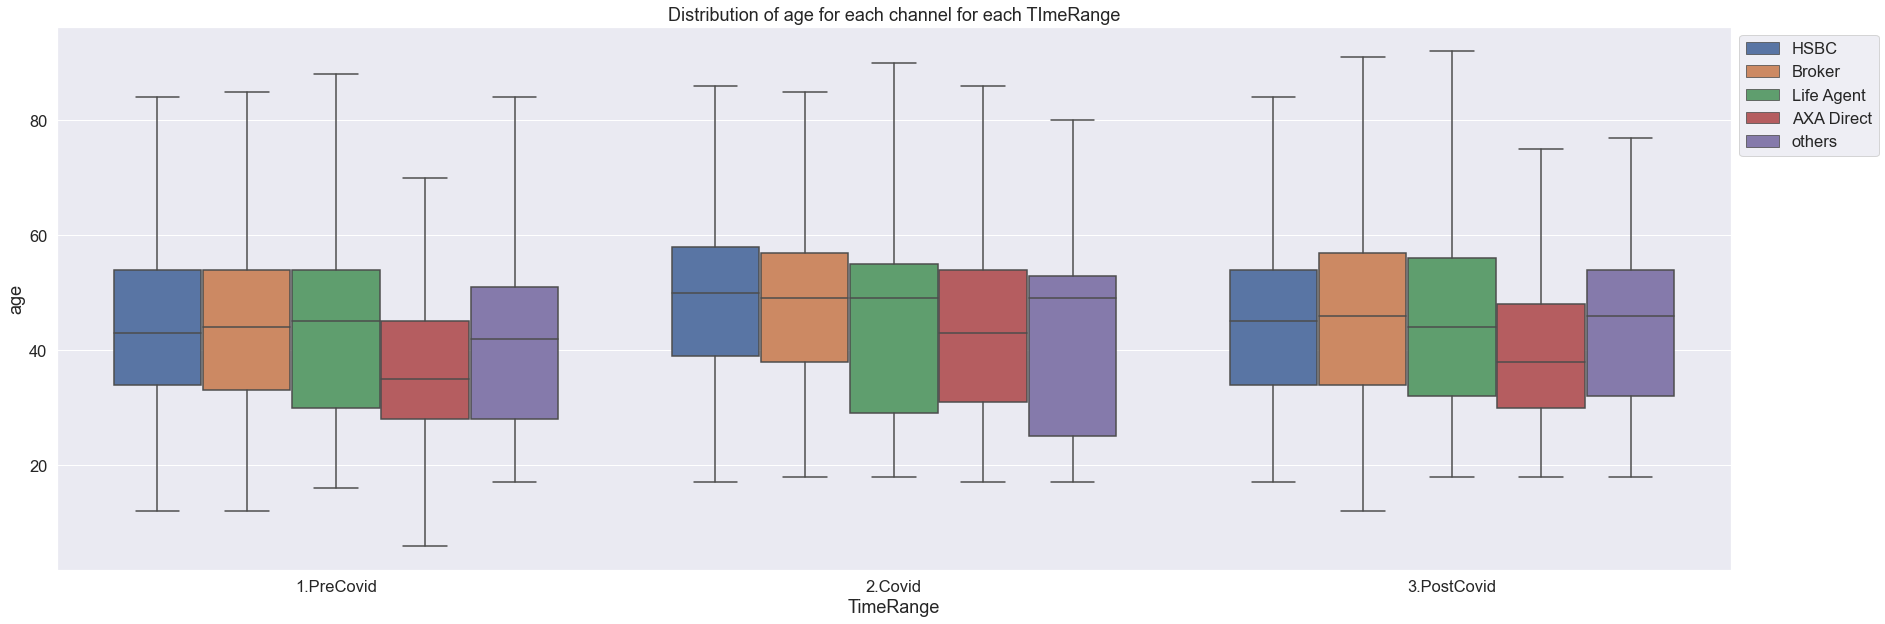 Distribution of age for each channel for each TImeRange
HSBC
Broker
Life Agent
AXA Direct
others
80
60
40
20
age
1.PreCovid
2.Covid
3.PostCovid
TimeRange